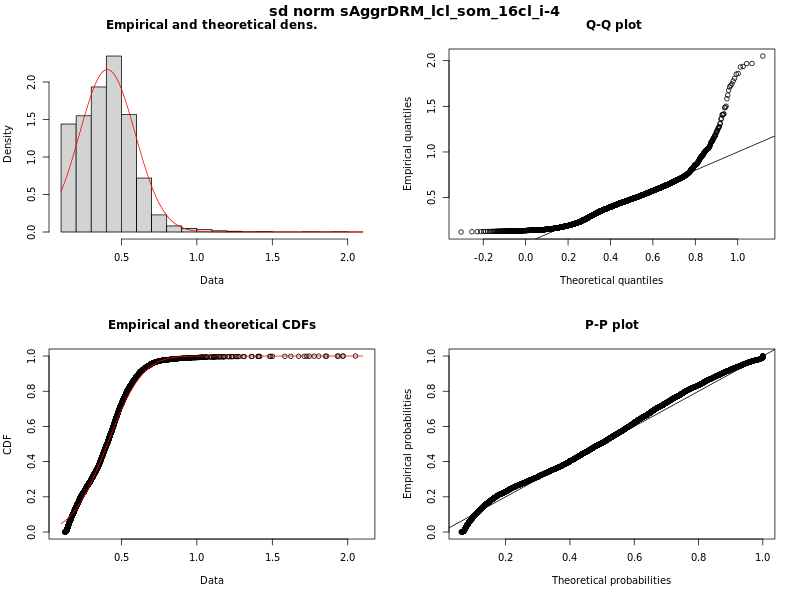 sd norm sAggrDRM_lcl_som_16cl_i-4
Empirical and theoretical dens.
Density
0.0 0.5 1.0 1.5 2.0
0.5 1.0 1.5 2.0
Data
Q-Q plot
Empirical quantiles
0.5 1.0 1.5 2.0
-0.2 0.0 0.2 0.4 0.6 0.8 1.0
Theoretical quantiles
Empirical and theoretical CDFs
CDF
0.0 0.2 0.4 0.6 0.8 1.0
0.5 1.0 1.5 2.0
Data
P-P plot
Empirical probabilities
0.0 0.2 0.4 0.6 0.8 1.0
0.2 0.4 0.6 0.8 1.0
Theoretical probabilities